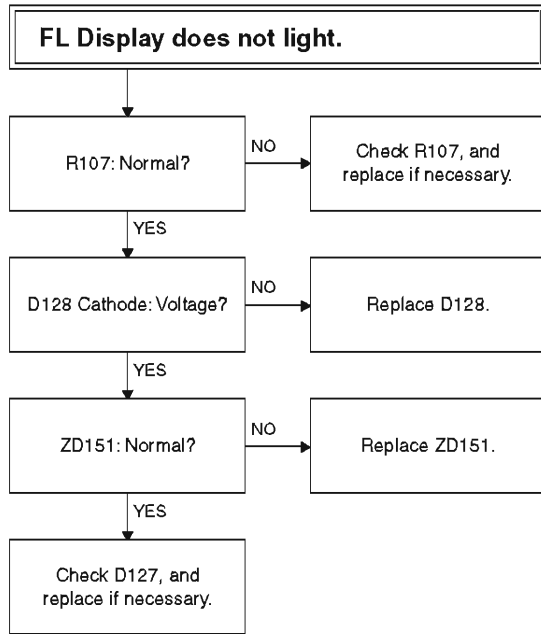 FL Display does not light.
R107: Normal?
NO
Check R107, and
replace if necessary.
YES
D128 Cathode: Voltage?
NO
Replace D128.
YES
ZD151: Normal?
NO
Replace ZD151.
YES
Check D127, and
replace if necessary.